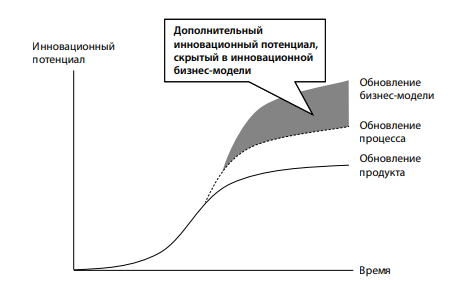 Дополнительный
инновационный потенциал,
скрытый в инновационной
бизнес-модели
Инновационный
потенциал
Обновление
бизнес-модели
Обновление
процесса
Обновление
продукта
Время